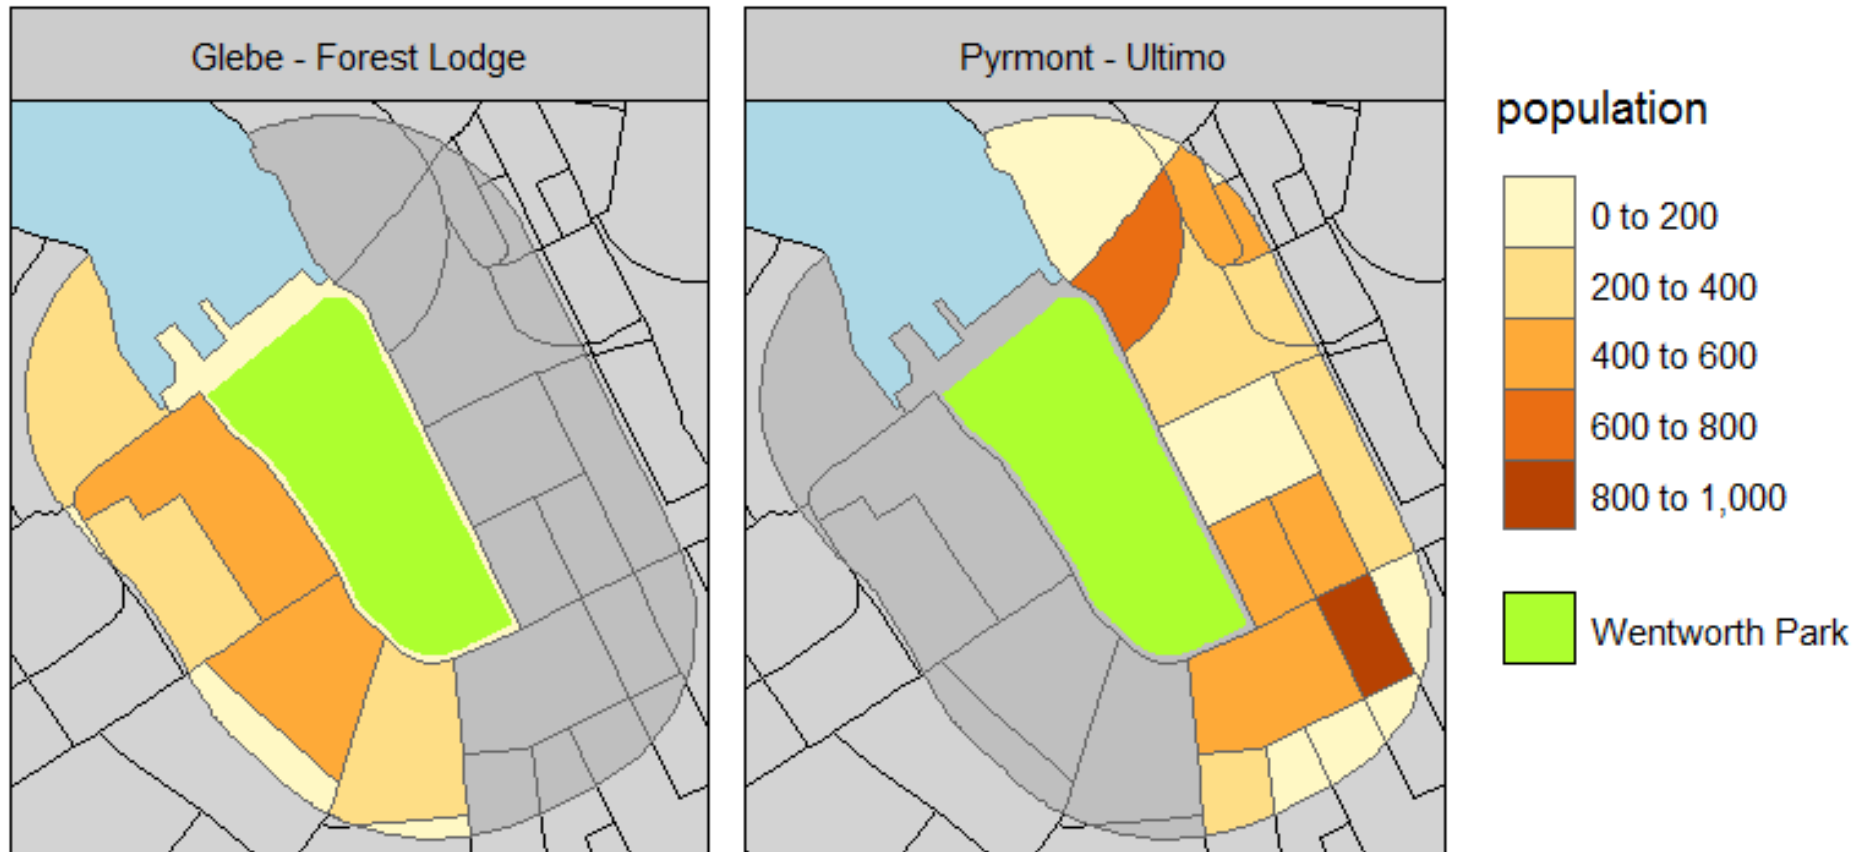 Glebe - Forest Lodge
Pyrmont - Ultimo
population
0 to 200
200 to 400
400 to 600
600 to 800
800 to 1,000
Wentworth Park